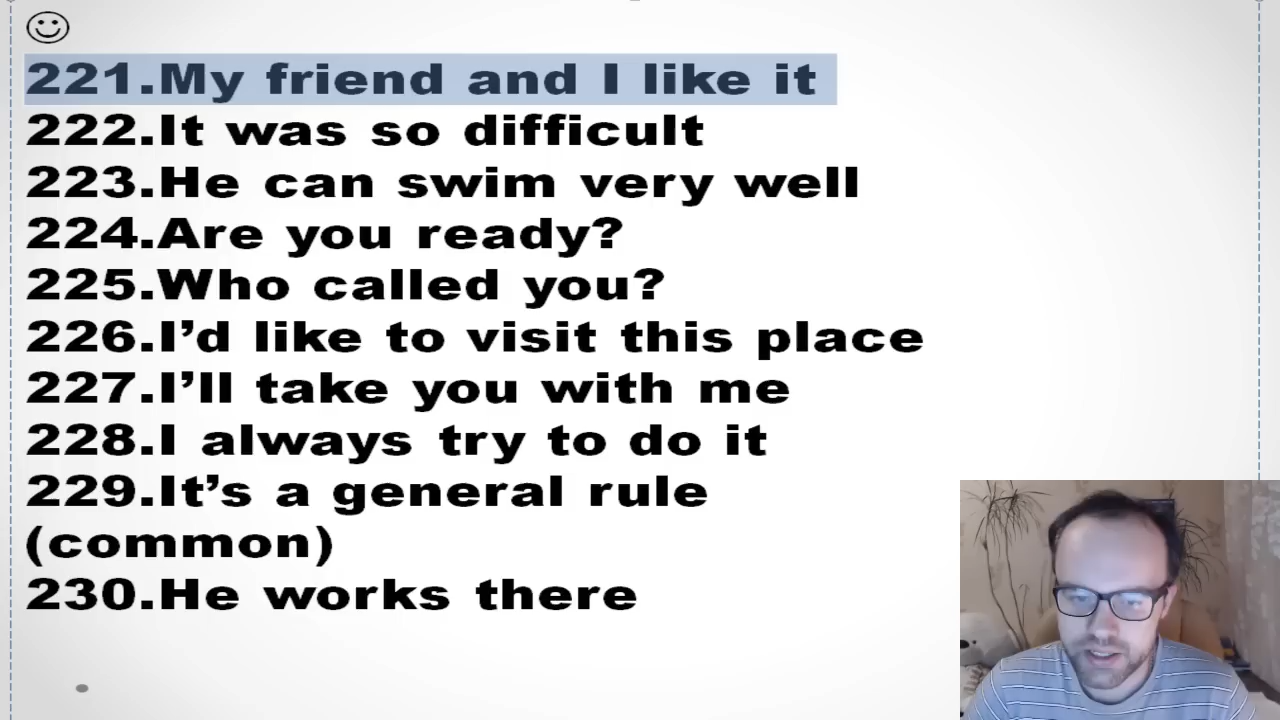 221.My friend and I like it
222.It was so difficult
223.He can swim very well
224.Are you ready?
225.Who called you?
226.I’d like to visit this place
227.I’ll take you with me
228.I always try to do it
229.It’s a general rule
(common)
230.He works there